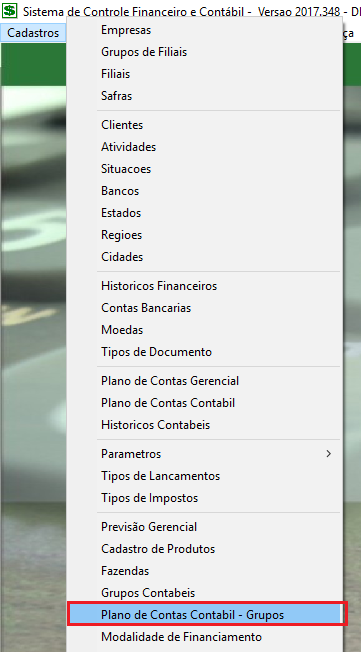 Sistema de Controle Financeiro e Contábil - Versao 2017.348 - DI
Cadastros
Empresas
Grupos de Filiais
Filiais
Safras
Clientes
Atividades
Situacoes
Bancos
Estados
Regioes
Cidades
Historicos Financeiros
Contas Bancarias
Moedas
Tipos de Documento
Plano de Contas Gerencial
Plano de Contas Contabil
Historicos Contabeis
Parametros
Tipos de Lancamentos
Tipos de Impostos
Previsão Gerencial
Cadastro de Produtos
Fazendas
Grupos Contabeis
Plano de Contas Contabil - Grupos
Modalidade de Financiamento